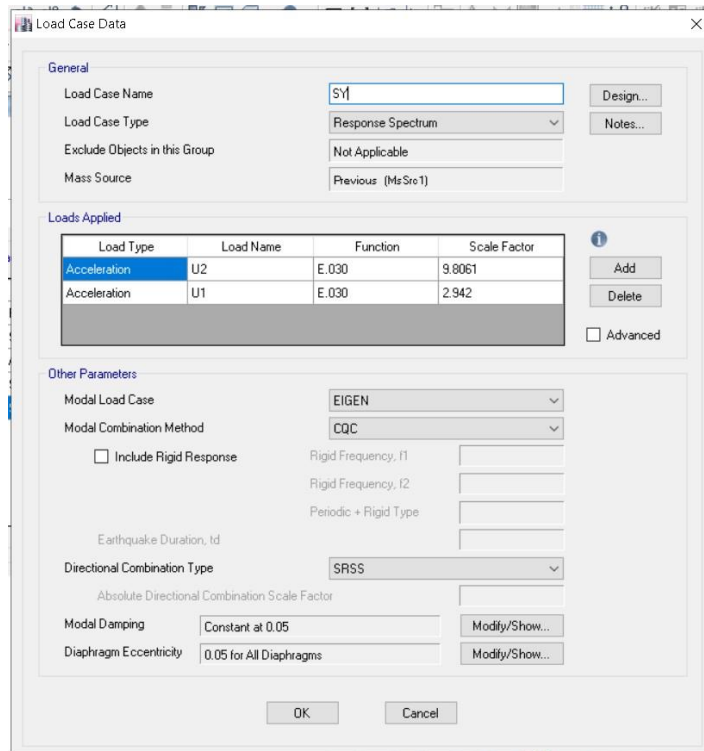 Load Case Data
General
Load Case Name SY
Design...
Load Case Type Response Spectrum
Notes...
Exclude Objects in this Group Not Applicable
Mass Source Previous (MsSrc1)
Loads Applied
Load Type Load Name Function Scale Factor
Acceleration U2 E.030 9.8061
Add
Acceleration U1 E.030 2.942
Delete
Advanced
Other Parameters
Modal Load Case EIGEN
Modal Combination Method CQC
Include Rigid Response Rigid Frequency, f1
Rigid Frequency, f2
Periodic + Rigid Type
Earthquake Duration, td
Directional Combination Type SRSS
Absolute Directional Combination Scale Factor
Modal Damping Constant at 0.05 Modify/Show...
Diaphragm Eccentricity 0.05 for All Diaphragms Modify/Show...
OK Cancel